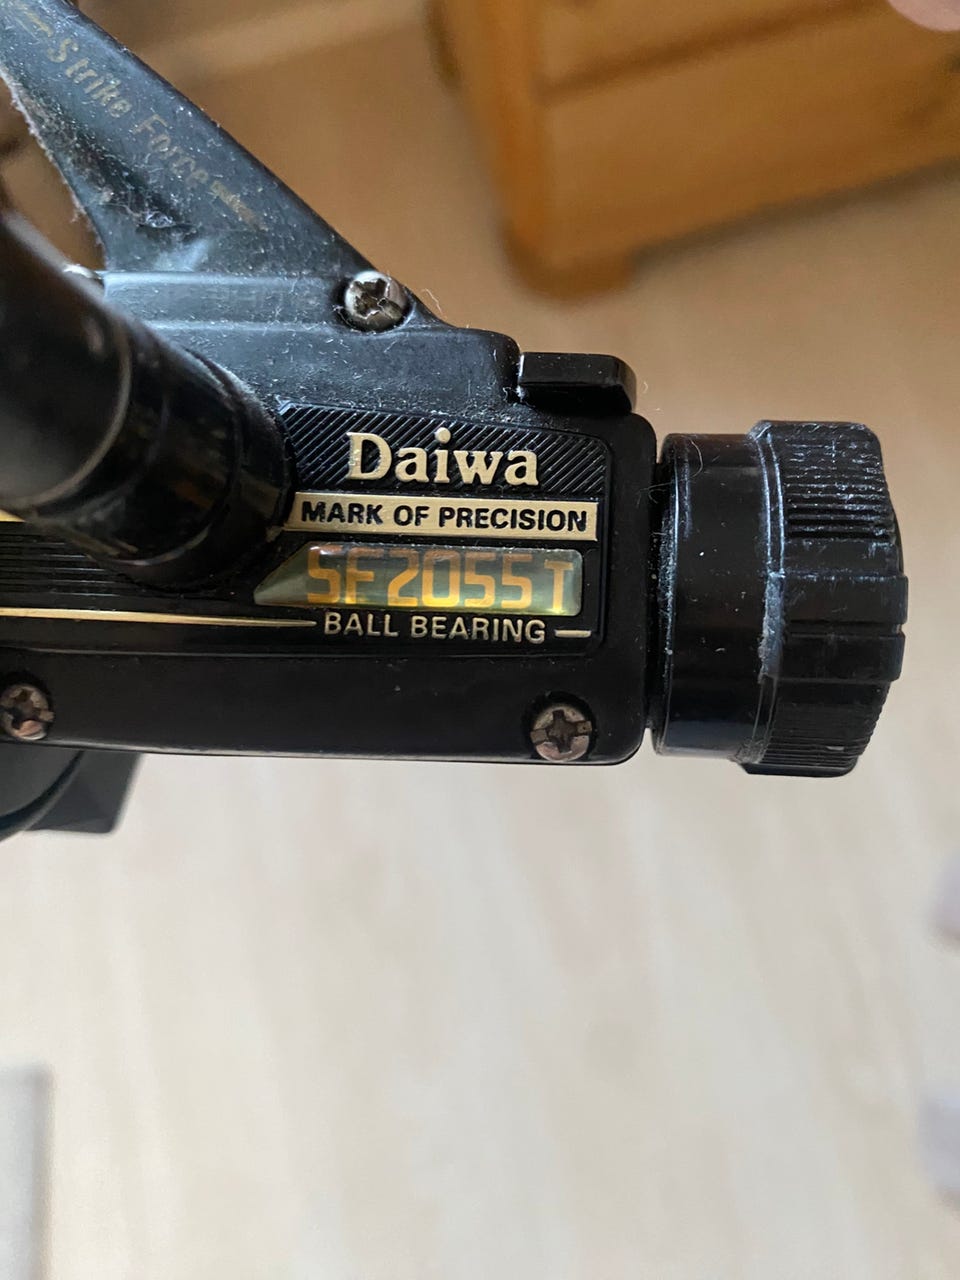 Strike Force
Daiwa
MARK OF PRECISION
SF2055T
BALL BEARING